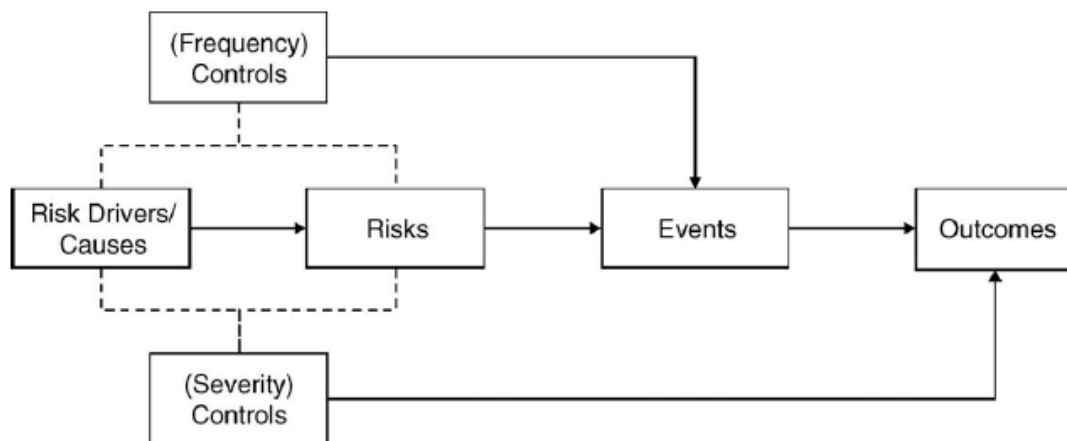 (Frequency)
Controls
Risk Drivers/
Causes
Risks
Events
Outcomes
(Severity)
Controls